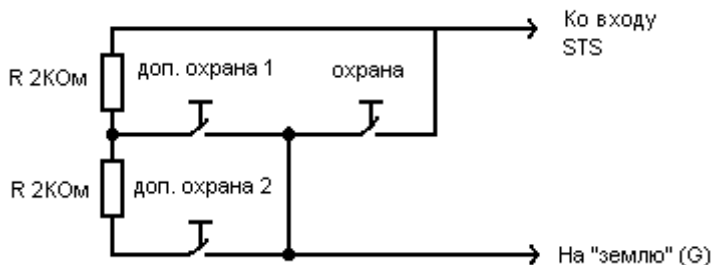 Ко входу
STS
R 2КОм
доп. охрана 1
охрана
R 2КОм
доп. охрана 2
На "землю" (G)